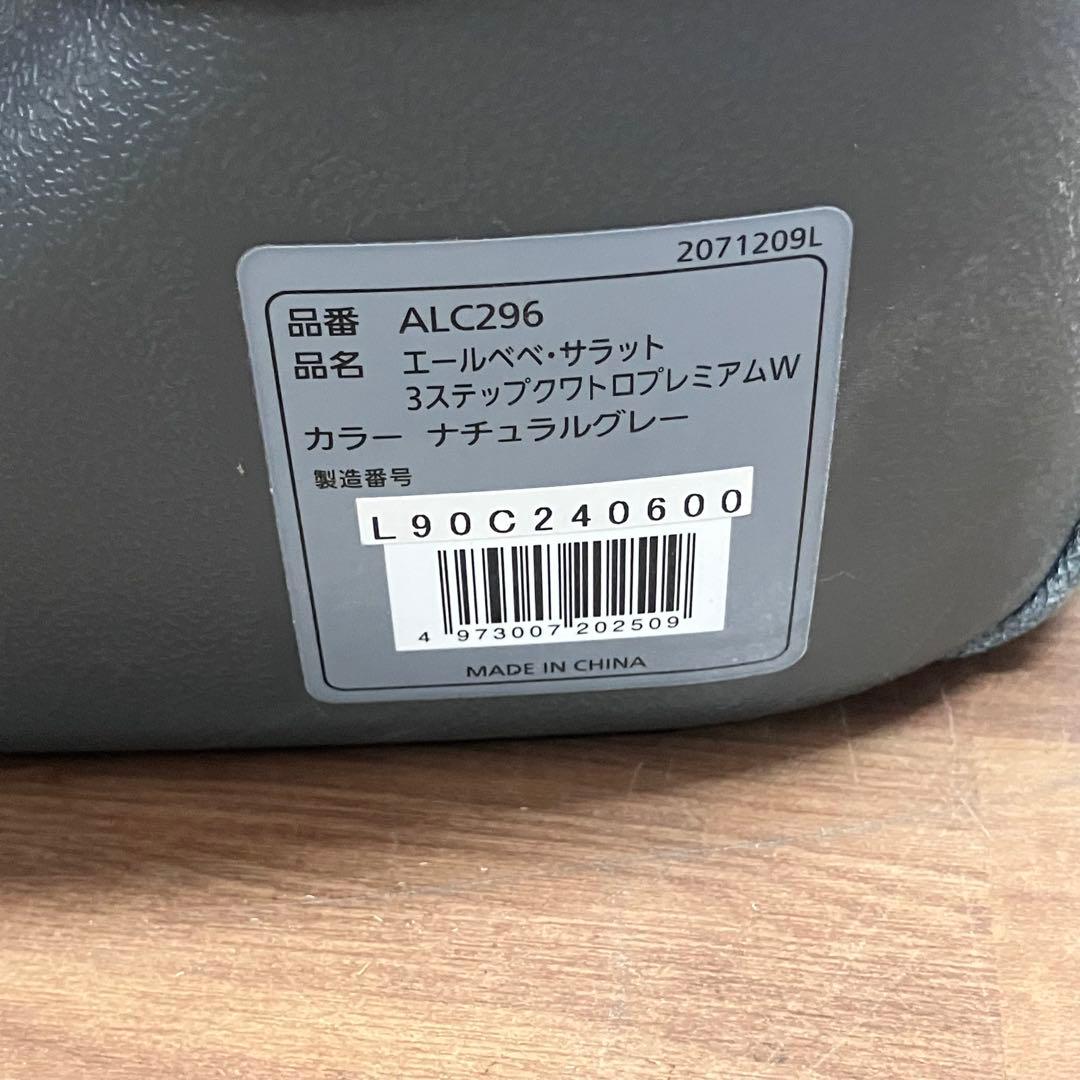 2071209L
品番 ALC296
品名 エールベベ・サラット
3ステップクワトロプレミアムW
カラー ナチュラルグレー
製造番号
L90C240600
4 973007 202509
MADE IN CHINA